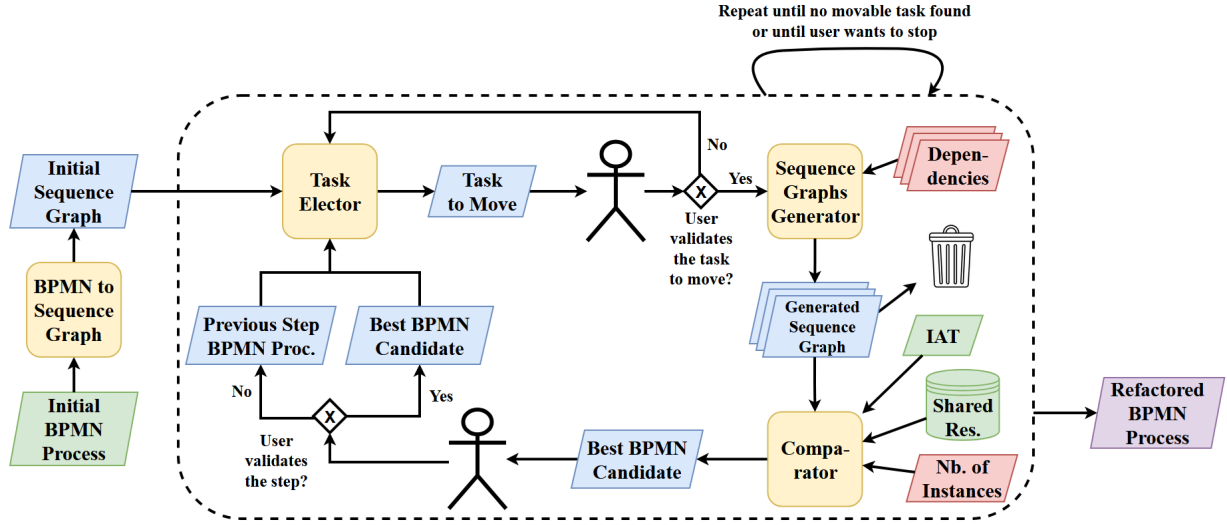 Repeat until no movable task found
or until user wants to stop
Initial
Sequence
Graph
BPMN to
Sequence
Graph
Initial
BPMN
Process
Task
Elector
Task
to Move
No
X
Yes
User
validates
the task
to move?
Sequence
Graphs
Generator
Depen-
dencies
Generated
Sequence
Graph
IAT
Shared
Res.
Nb. of
Instances
Compa-
rator
Best BPMN
Candidate
User
validates
the step?
X
No
Yes
Previous Step
BPMN Proc.
Best BPMN
Candidate
Refactored
BPMN
Process